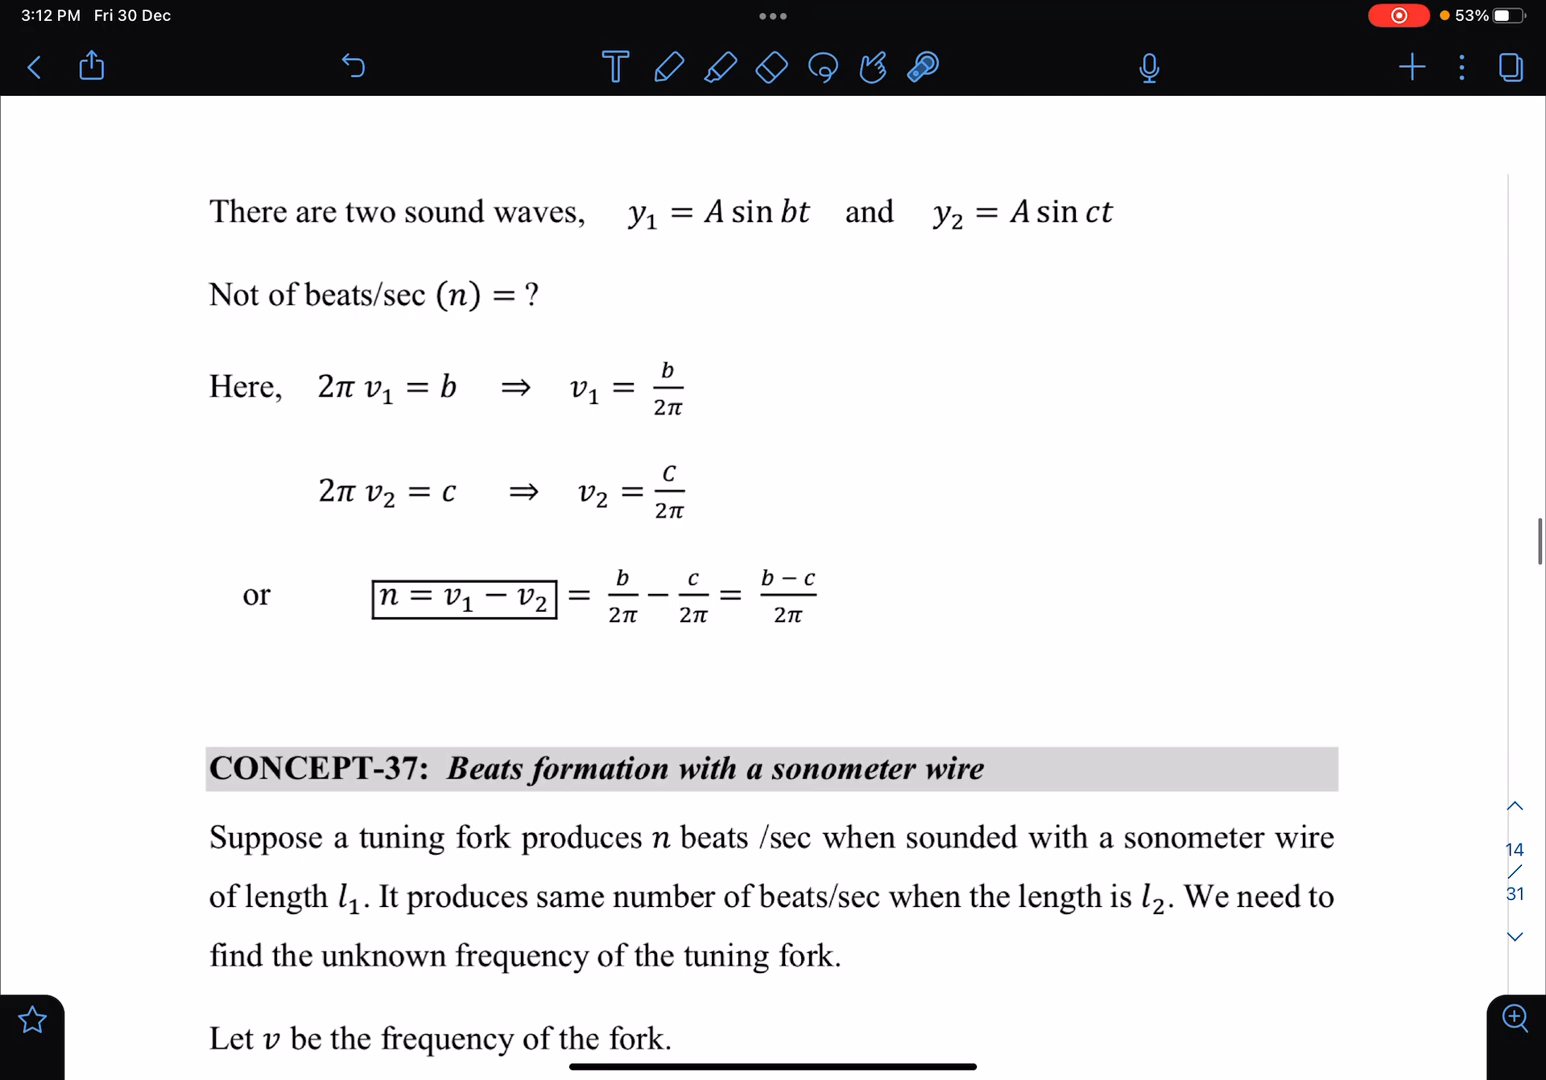 3:12 PM Fri 30 Dec
53%
There are two sound waves, y₁ = A sin bt and y₂ = A sin ct
Not of beats/sec (n) = ?
Here, 2π v₁ = b ⇒ v₁ = b/2π
2π v₂ = c ⇒ v₂ = c/2π
or n = v₁ − v₂ = b/2π − c/2π = b − c/2π
CONCEPT-37: Beats formation with a sonometer wire
Suppose a tuning fork produces n beats /sec when sounded with a sonometer wire
of length l₁. It produces same number of beats/sec when the length is l₂. We need to
find the unknown frequency of the tuning fork.
Let v be the frequency of the fork.
14
/
31